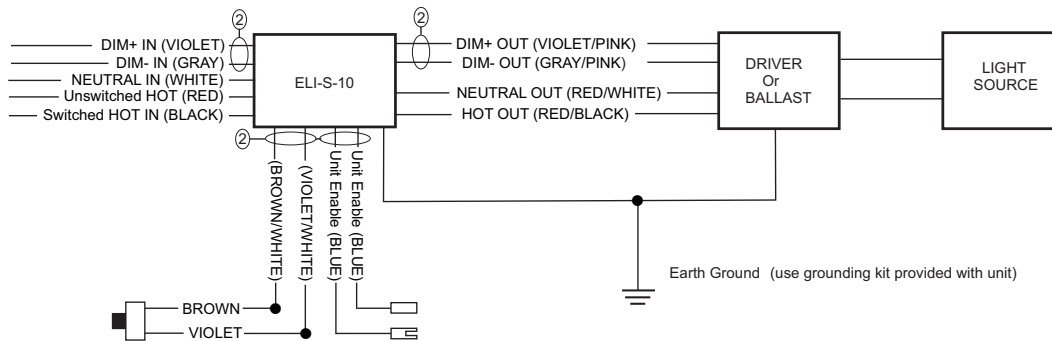 2
2
DIM+ IN (VIOLET)
DIM- IN (GRAY)
NEUTRAL IN (WHITE)
Unswitched HOT (RED)
Switched HOT IN (BLACK)
ELI-S-10
DIM+ OUT (VIOLET/PINK)
DIM- OUT (GRAY/PINK)
NEUTRAL OUT (RED/WHITE)
HOT OUT (RED/BLACK)
DRIVER
Or
BALLAST
LIGHT
SOURCE
2
(BROWN/WHITE)
(VIOLET/WHITE)
Unit Enable (BLUE)
Unit Enable (BLUE)
Earth Ground (use grounding kit provided with unit)
BROWN
VIOLET